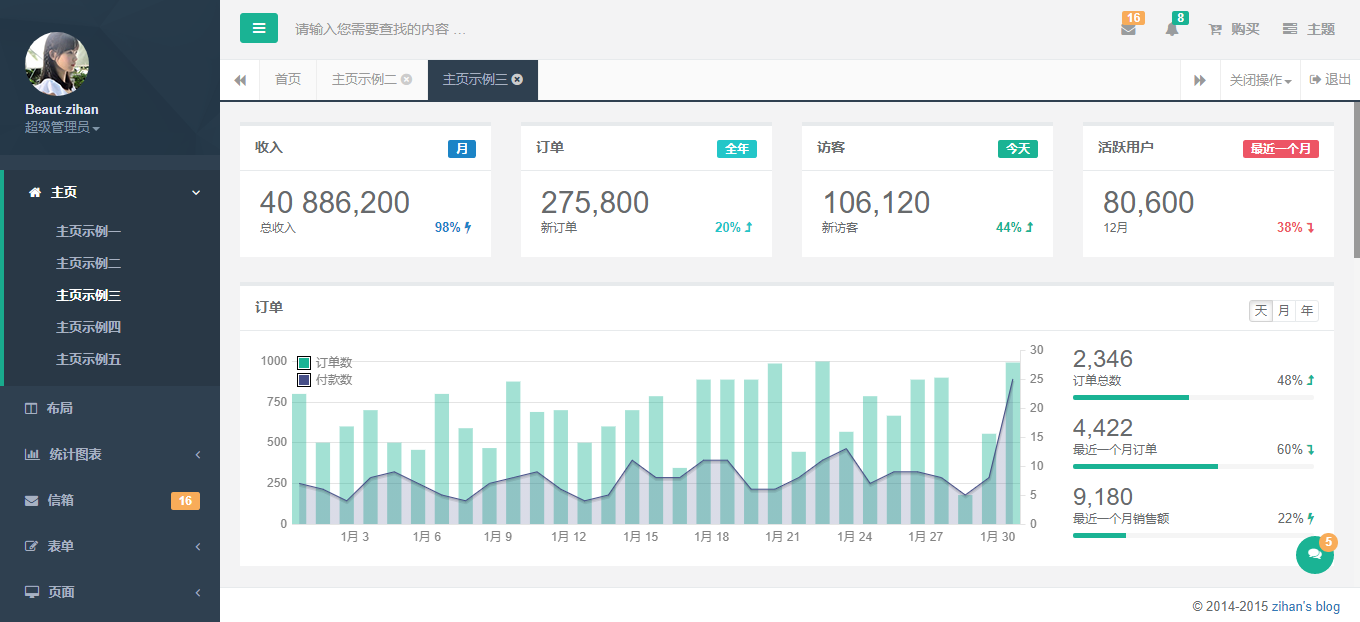 Beaut-zihan
超级管理员
主页
主页示例一
主页示例二
主页示例三
主页示例四
主页示例五
布局
统计图表
信箱 16
表单
页面
请输入您需要查找的内容 …
16 8 购买 主题
首页 主页示例二 主页示例三 关闭操作 退出
收入 月
40 886,200
总收入 98%
订单 全年
275,800
新订单 20%
访客 今天
106,120
新访客 44%
活跃用户 最近一个月
80,600
12月 38%
订单 天 月 年
订单数
付款数
1000
750
500
250
0
30
25
20
15
10
5
0
1月 3 1月 6 1月 9 1月 12 1月 15 1月 18 1月 21 1月 24 1月 27 1月 30
2,346
订单总数 48%
4,422
最近一个月订单 60%
9,180
最近一个月销售额 22%
5
© 2014-2015 zihan's blog